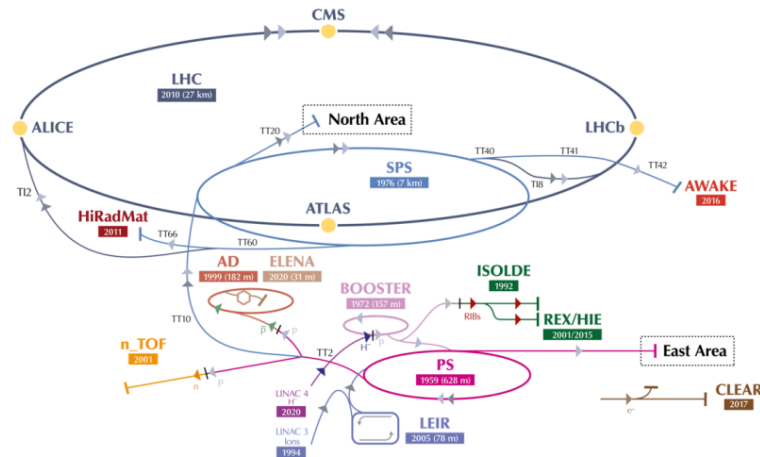 CMS
LHC
2010 (27 km)
ALICE
TT20
North Area
LHCb
TT40
TT41
SPS
1976 (7 km)
TI8
TT42
TI2
AWAKE
2016
HiRadMat
2011
ATLAS
TT66
TT60
AD
1999 (182 m)
ELENA
2020 (31 m)
ISOLDE
1992
BOOSTER
1972 (157 m)
RIBs
REX/HIE
2001/2015
TT10
p
p
H⁻
p
n_TOF
2001
TT2
East Area
n
p
PS
1959 (628 m)
LINAC 4
H⁻
2020
CLEAR
2017
e⁻
LINAC 3
Ions
1994
LEIR
2005 (78 m)